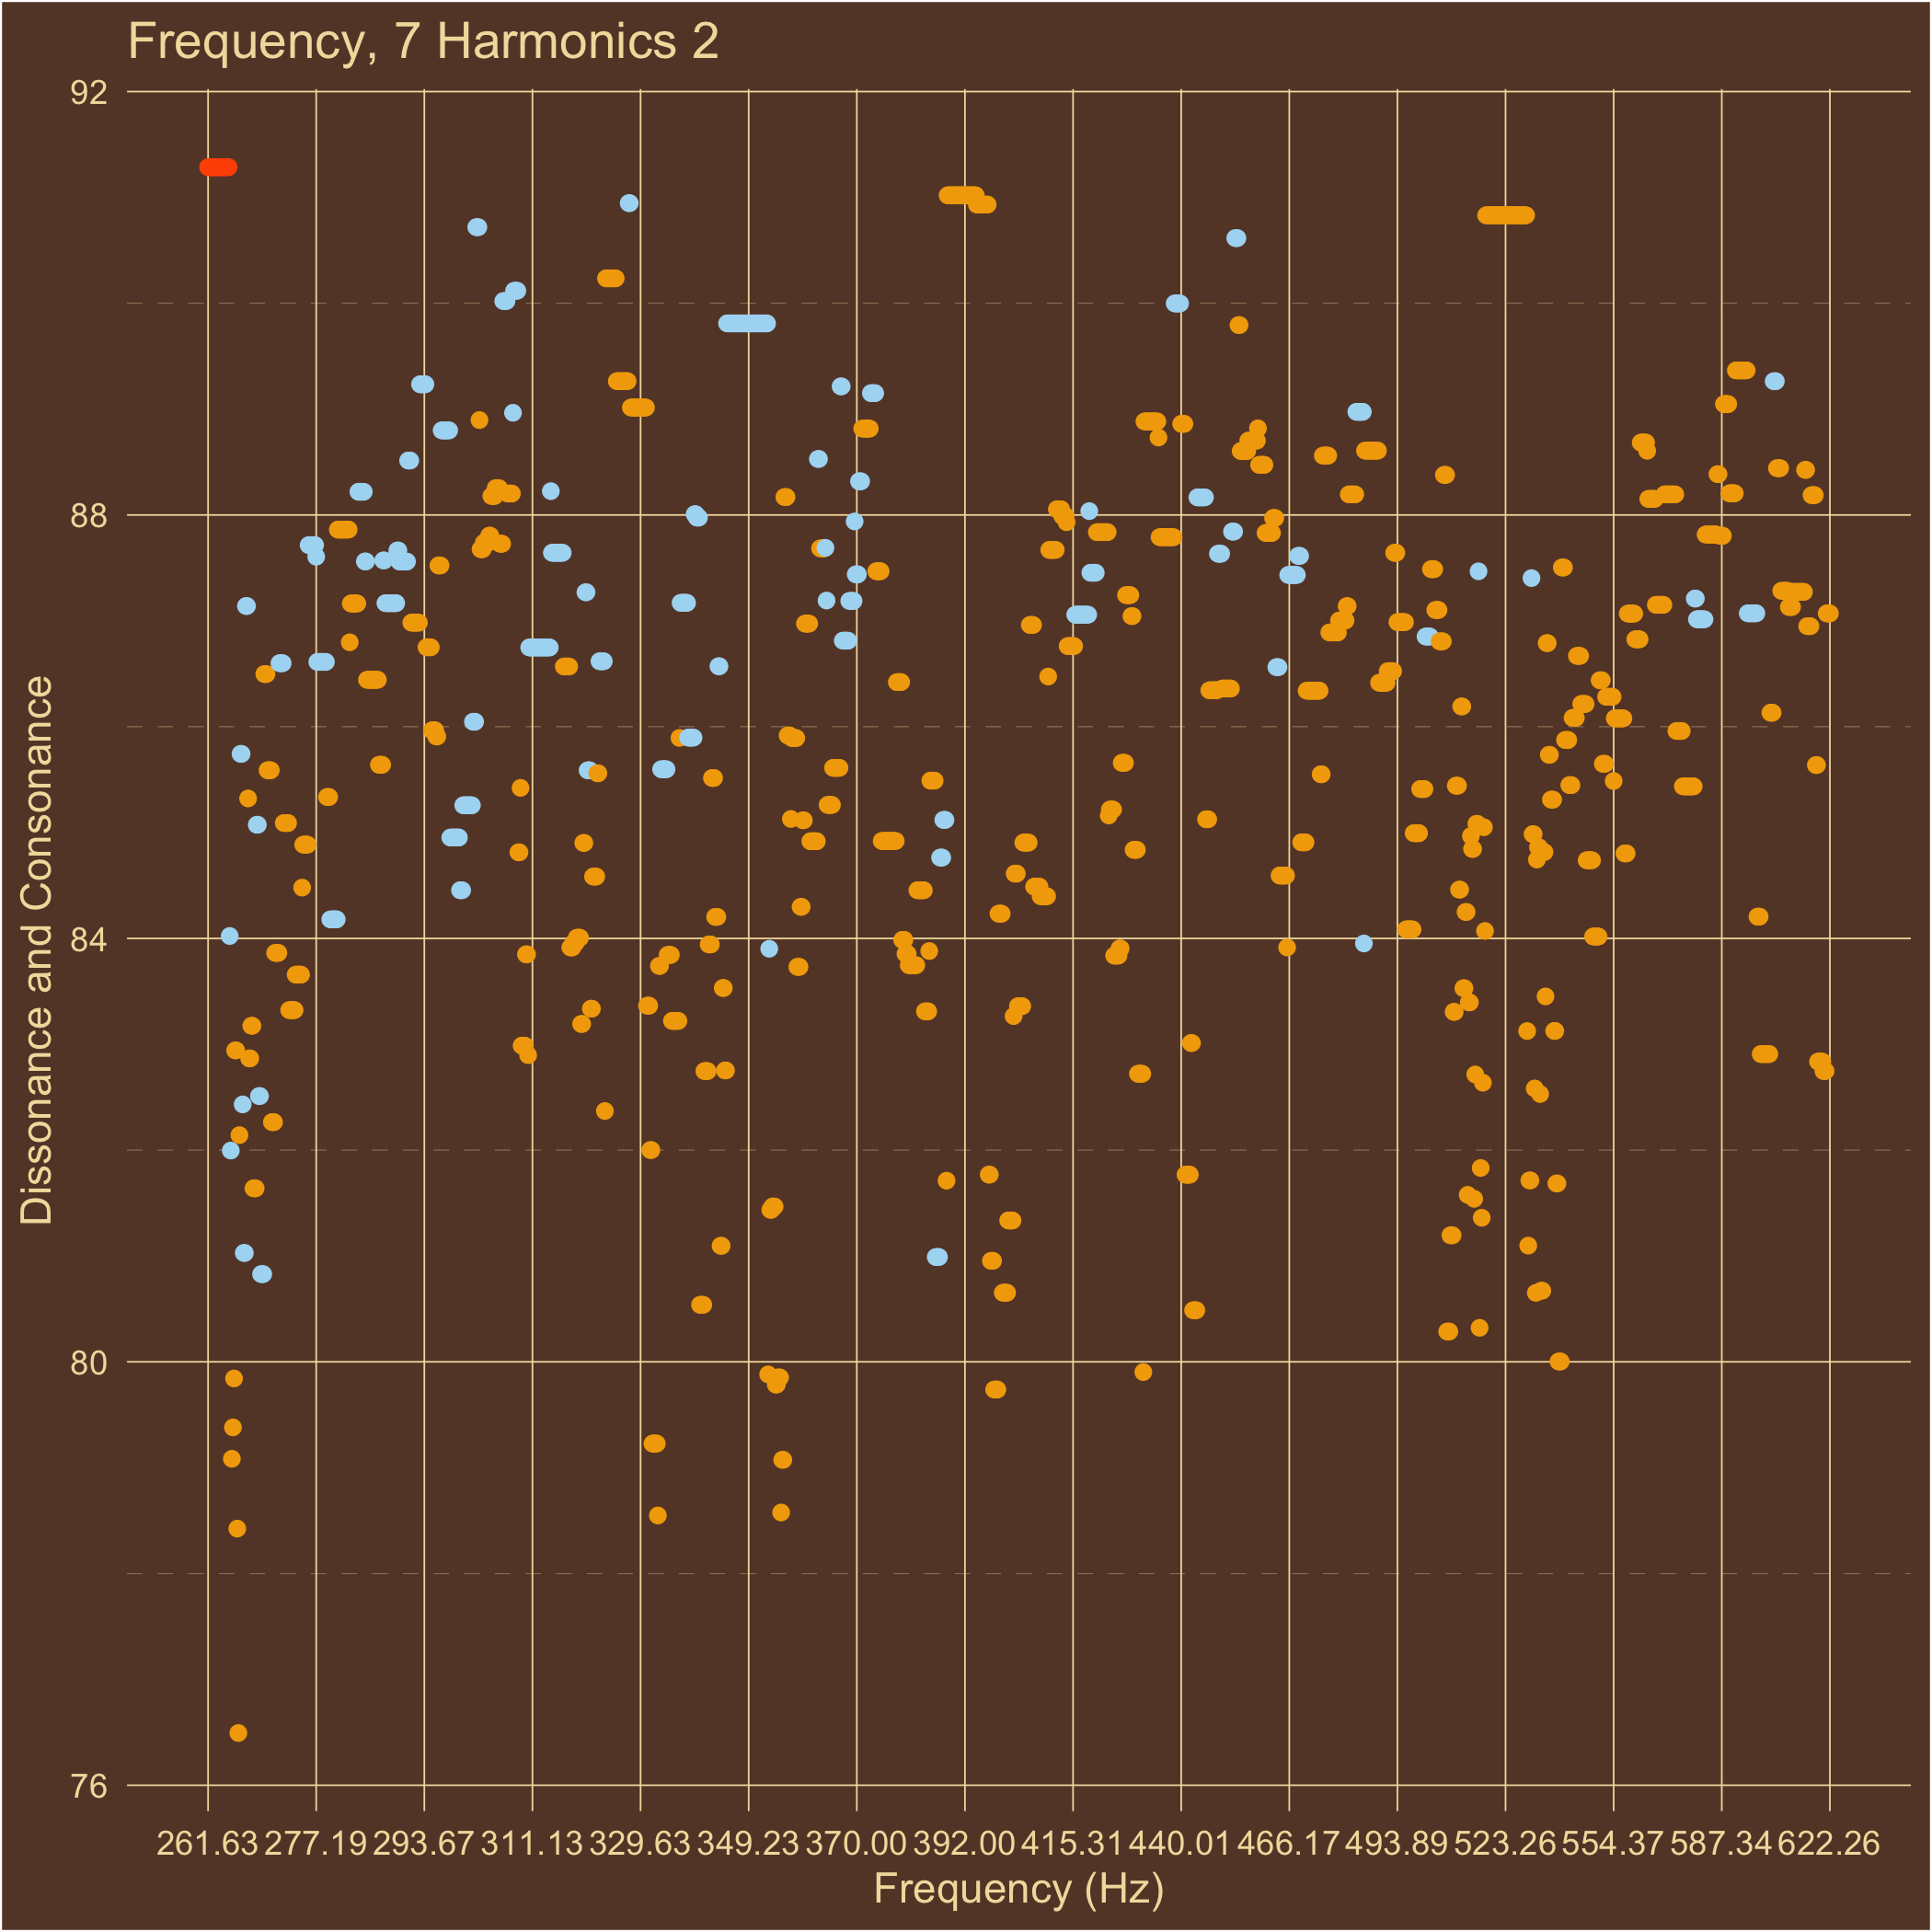 Frequency, 7 Harmonics 2
92
88
84
80
76
Dissonance and Consonance
261.63 277.19 293.67 311.13 329.63 349.23 370.00 392.00 415.31 440.01 466.17 493.89 523.26 554.37 587.34 622.26
Frequency (Hz)